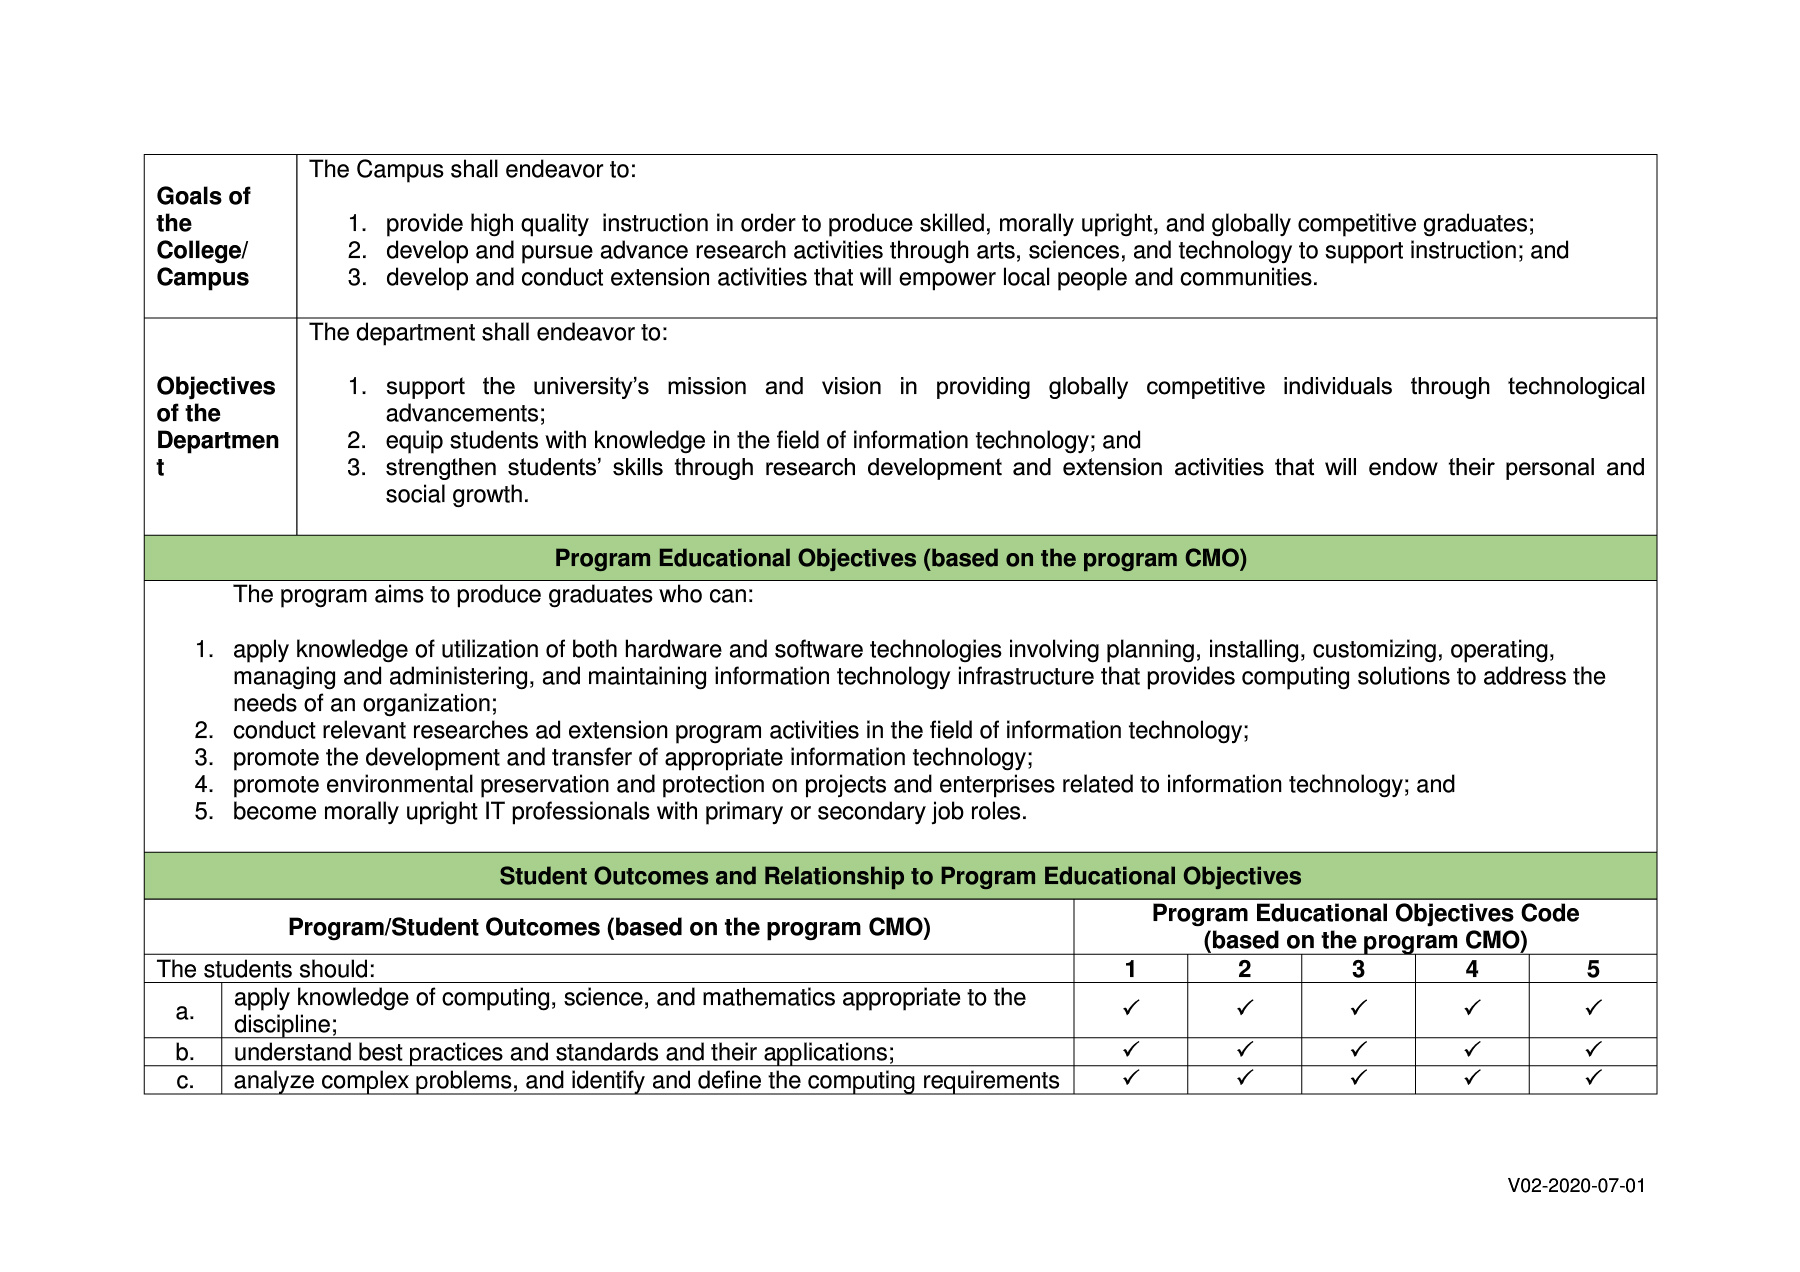 The Campus shall endeavor to:
Goals of
the
College/
Campus
1. provide high quality  instruction in order to produce skilled, morally upright, and globally competitive graduates;
2. develop and pursue advance research activities through arts, sciences, and technology to support instruction; and
3. develop and conduct extension activities that will empower local people and communities.
The department shall endeavor to:
Objectives
of the
Departmen
t
1. support the university’s mission and vision in providing globally competitive individuals through technological
advancements;
2. equip students with knowledge in the field of information technology; and
3. strengthen students’ skills through research development and extension activities that will endow their personal and
social growth.
Program Educational Objectives (based on the program CMO)
The program aims to produce graduates who can:
1. apply knowledge of utilization of both hardware and software technologies involving planning, installing, customizing, operating,
managing and administering, and maintaining information technology infrastructure that provides computing solutions to address the
needs of an organization;
2. conduct relevant researches ad extension program activities in the field of information technology;
3. promote the development and transfer of appropriate information technology;
4. promote environmental preservation and protection on projects and enterprises related to information technology; and
5. become morally upright IT professionals with primary or secondary job roles.
Student Outcomes and Relationship to Program Educational Objectives
Program/Student Outcomes (based on the program CMO)
Program Educational Objectives Code
(based on the program CMO)
The students should: 1 2 3 4 5
a. apply knowledge of computing, science, and mathematics appropriate to the
discipline; ✓ ✓ ✓ ✓ ✓
b. understand best practices and standards and their applications; ✓ ✓ ✓ ✓ ✓
c. analyze complex problems, and identify and define the computing requirements ✓ ✓ ✓ ✓ ✓
V02-2020-07-01